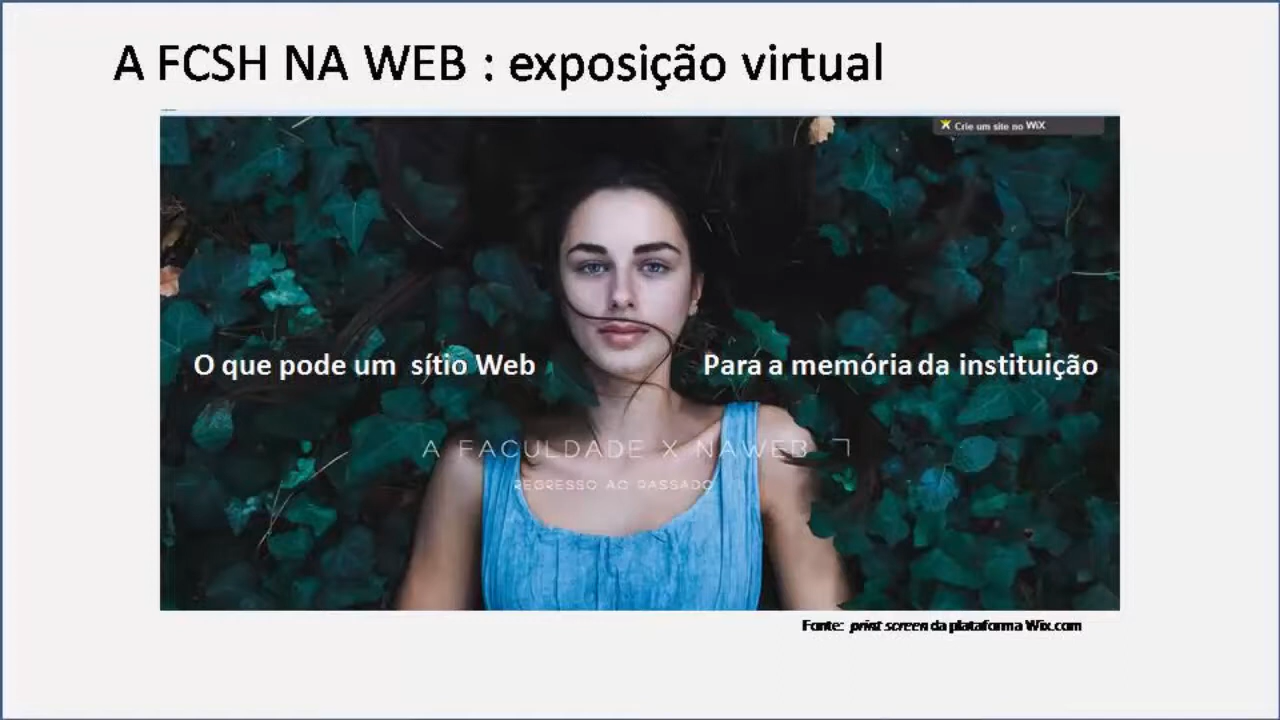 A FCSH NA WEB : exposição virtual
Crie um site no WiX
O que pode um sítio Web
Para a memória da instituição
A FACULDADE X NAWEB
REGRESSO AO PASSADO
Fonte: print screen da plataforma Wix.com